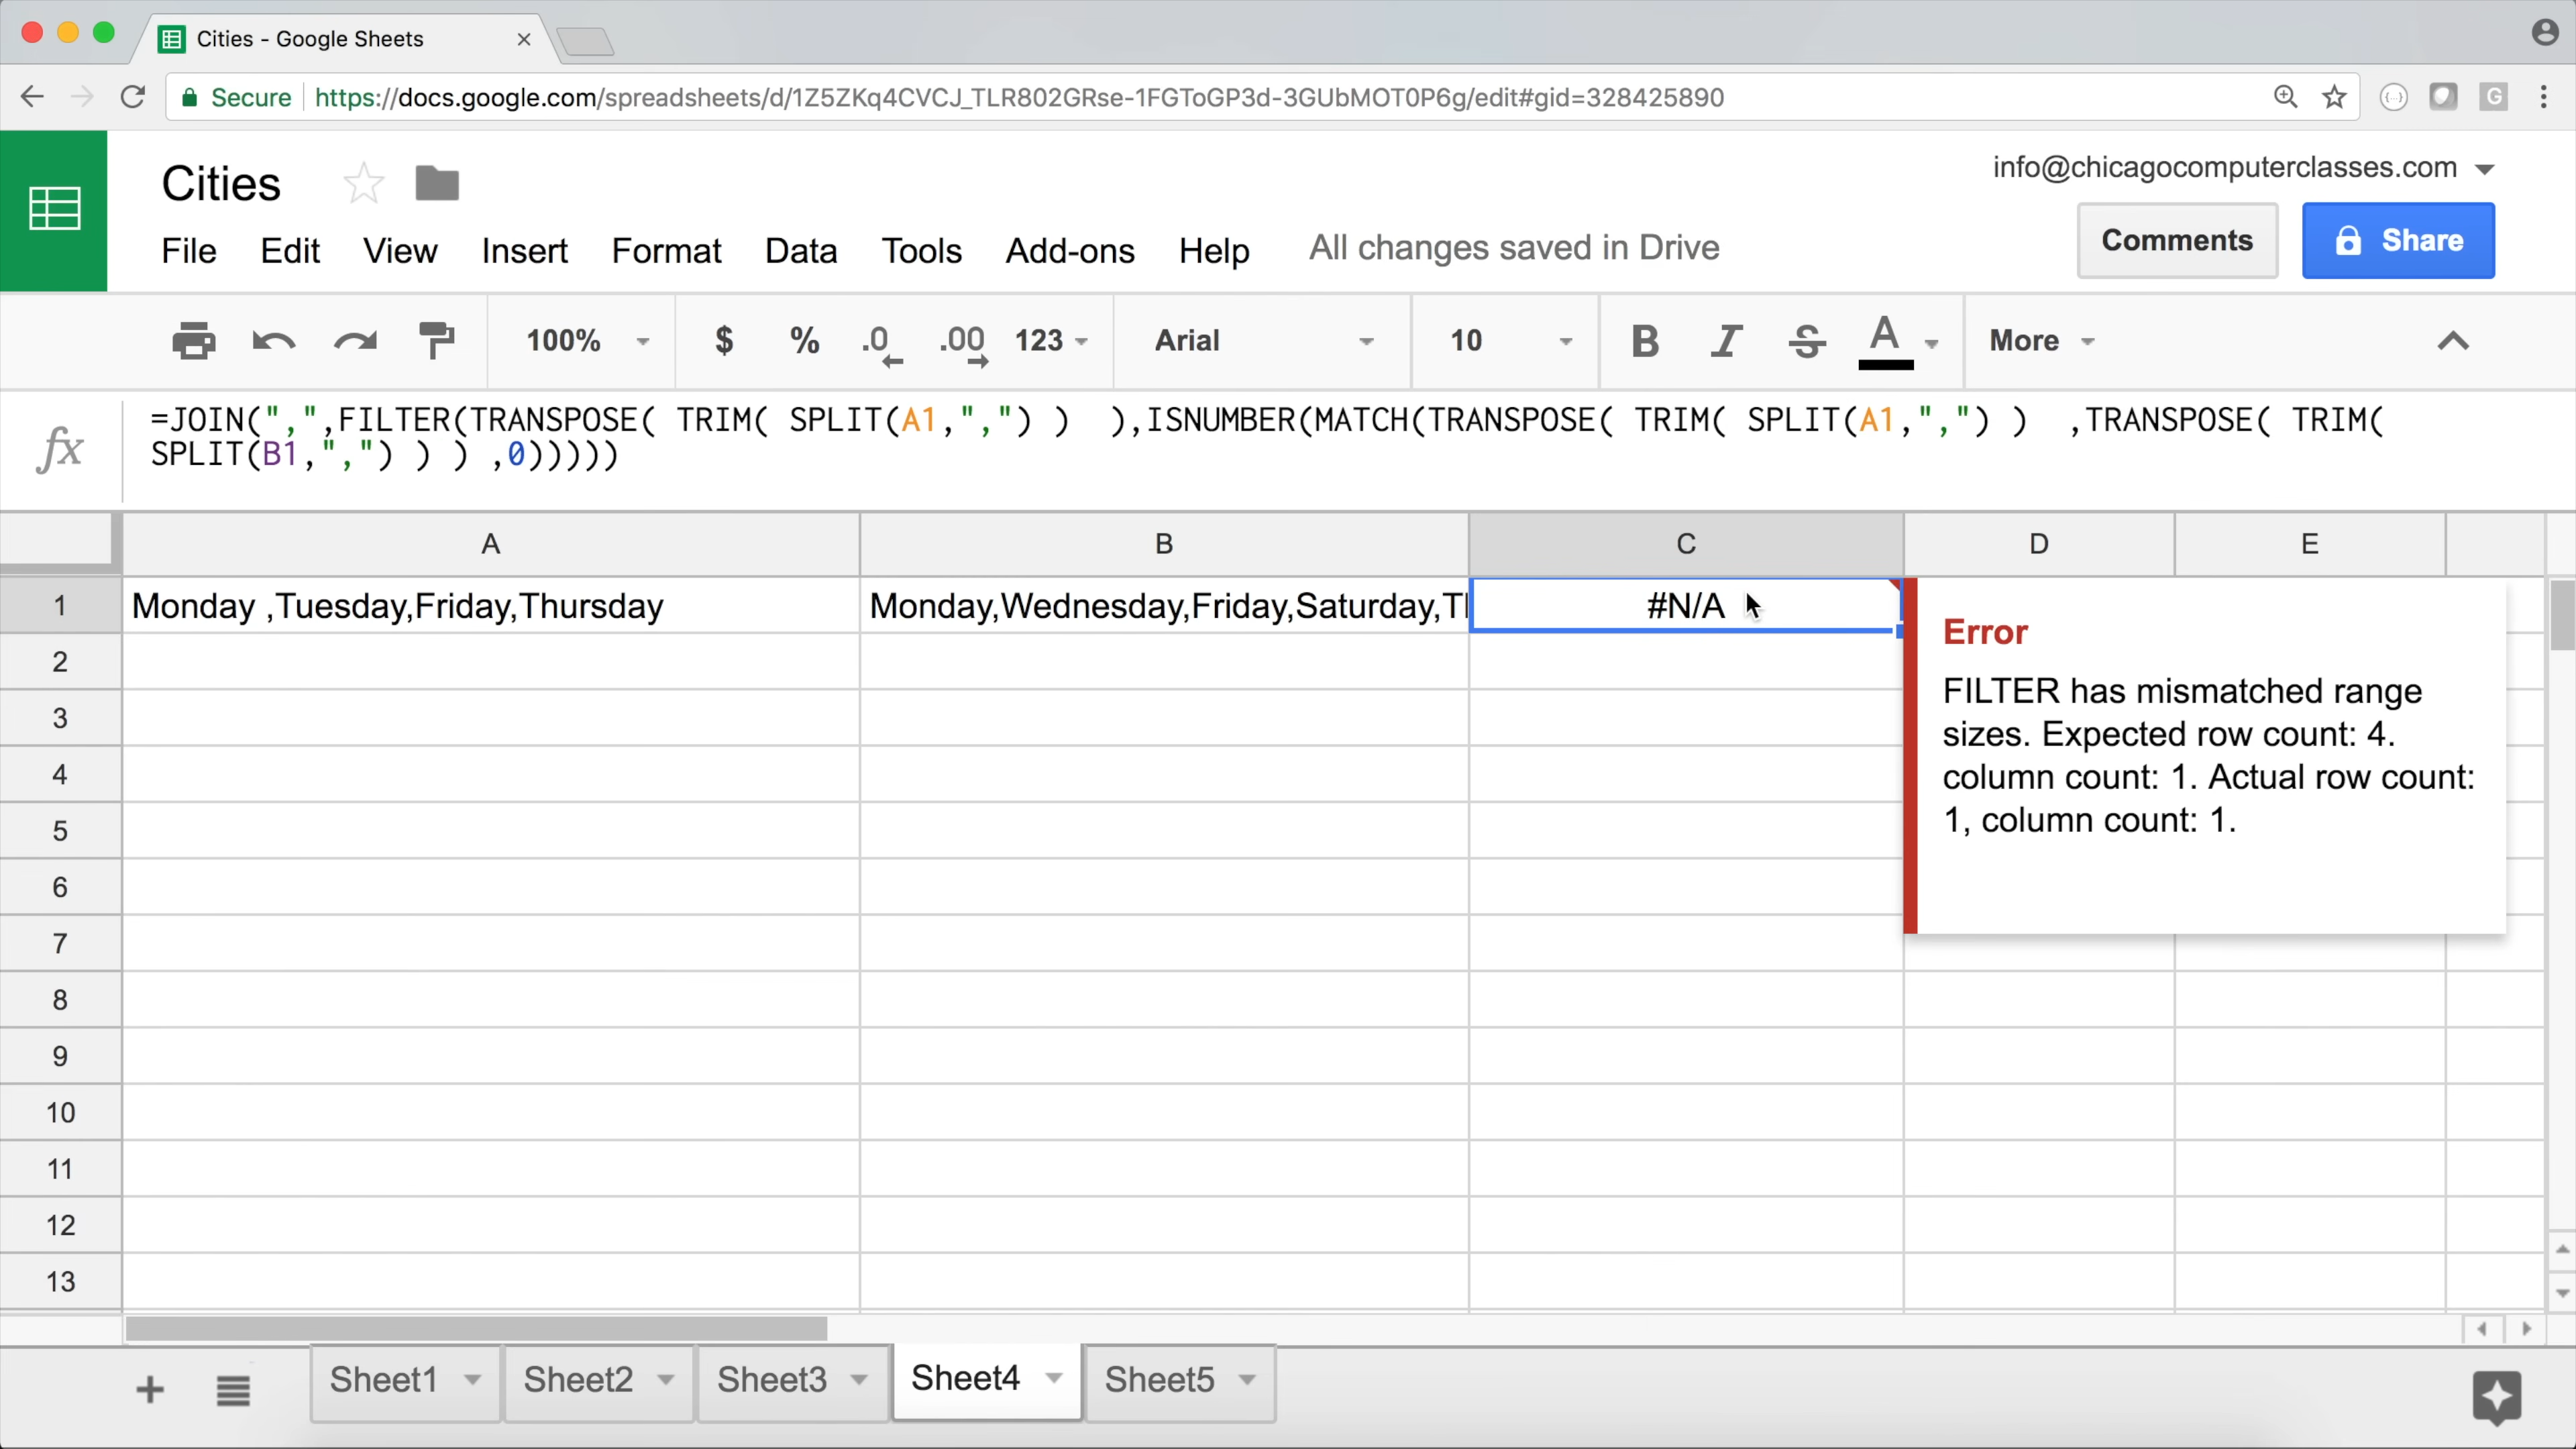 Cities - Google Sheets
Secure https://docs.google.com/spreadsheets/d/1Z5ZKq4CVCJ_TLR802GRse-1FGToGP3d-3GUbMOT0P6g/edit#gid=328425890
G
Cities
info@chicagocomputerclasses.com
File Edit View Insert Format Data Tools Add-ons Help All changes saved in Drive
Comments Share
100% $ % .0 .00 123 Arial 10 B I S A More
fx
=JOIN(",",FILTER(TRANSPOSE( TRIM( SPLIT(A1,",") )  ),ISNUMBER(MATCH(TRANSPOSE( TRIM( SPLIT(A1,",") )  ,TRANSPOSE( TRIM(
SPLIT(B1,",") ) ) ,0)))))
A B C D E
1 Monday ,Tuesday,Friday,Thursday Monday,Wednesday,Friday,Saturday, #N/A
Error
FILTER has mismatched range
sizes. Expected row count: 4.
column count: 1. Actual row count:
1, column count: 1.
2
3
4
5
6
7
8
9
10
11
12
13
Sheet1 Sheet2 Sheet3 Sheet4 Sheet5